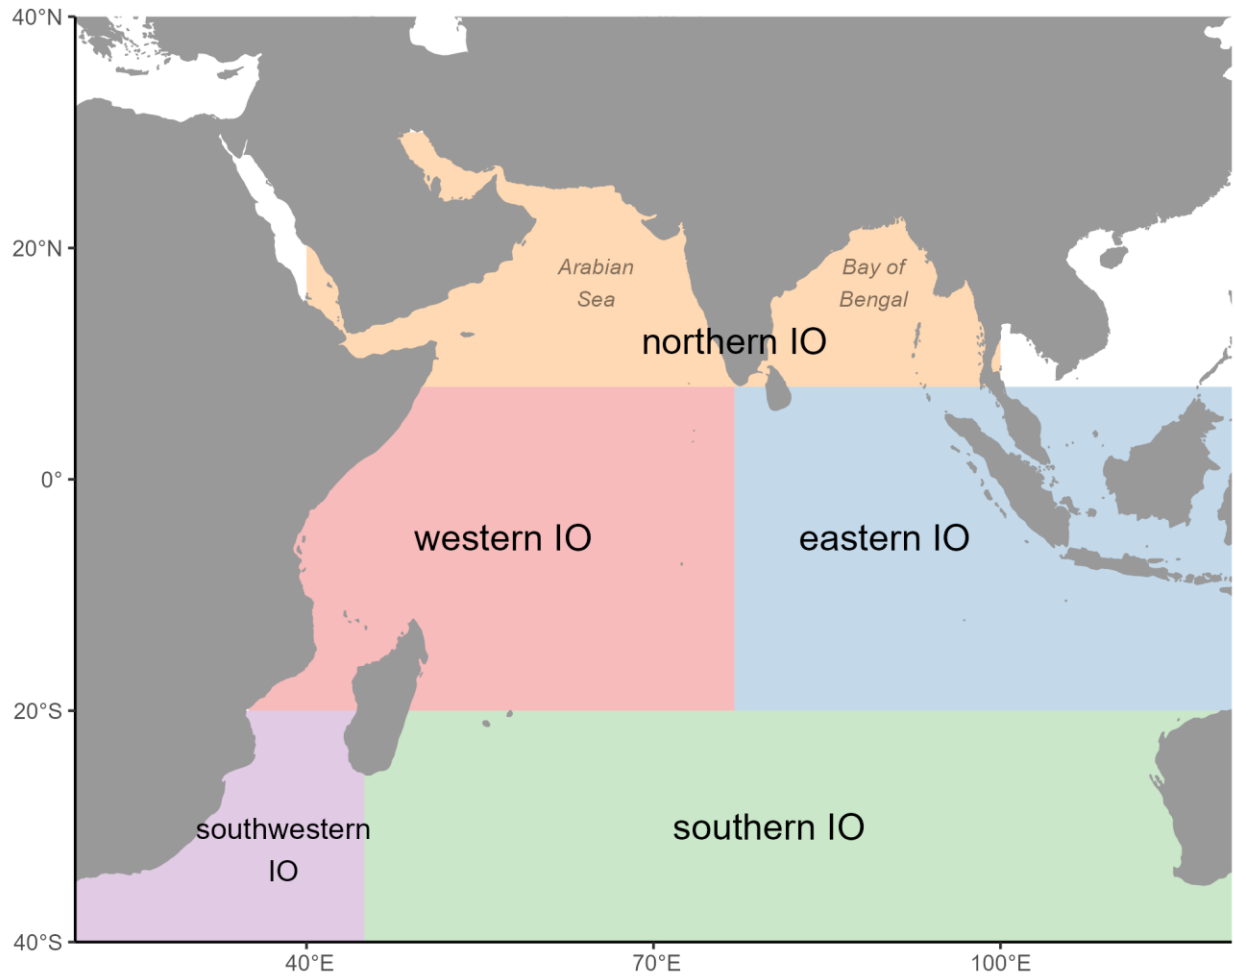 40°N
20°N
Arabian
Sea
Bay of
Bengal
northern IO
0°
western IO
eastern IO
20°S
southwestern
IO
southern IO
40°S
40°E
70°E
100°E